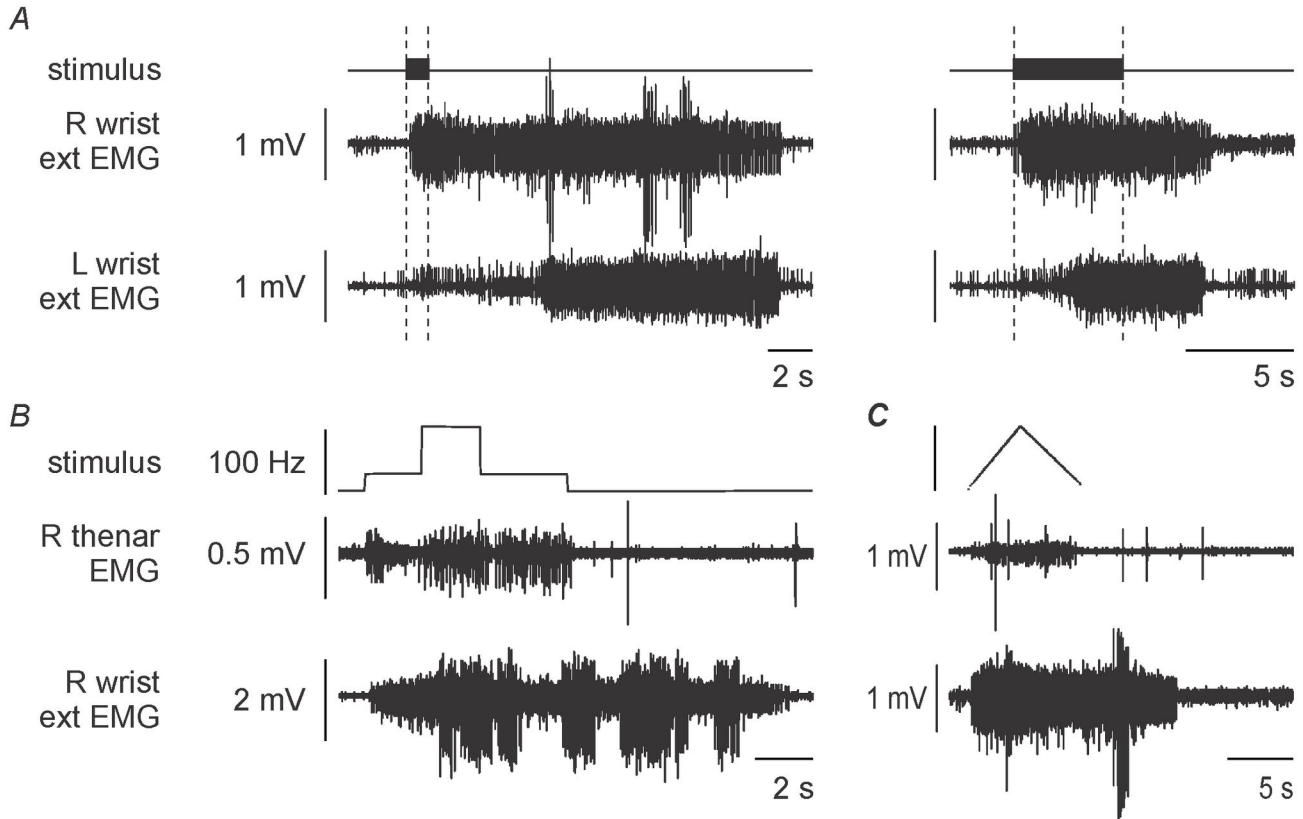 A
stimulus
R wrist
ext EMG
1 mV
L wrist
ext EMG
1 mV
2 s
5 s
B
stimulus
100 Hz
R thenar
EMG
0.5 mV
R wrist
ext EMG
2 mV
2 s
C
1 mV
1 mV
5 s